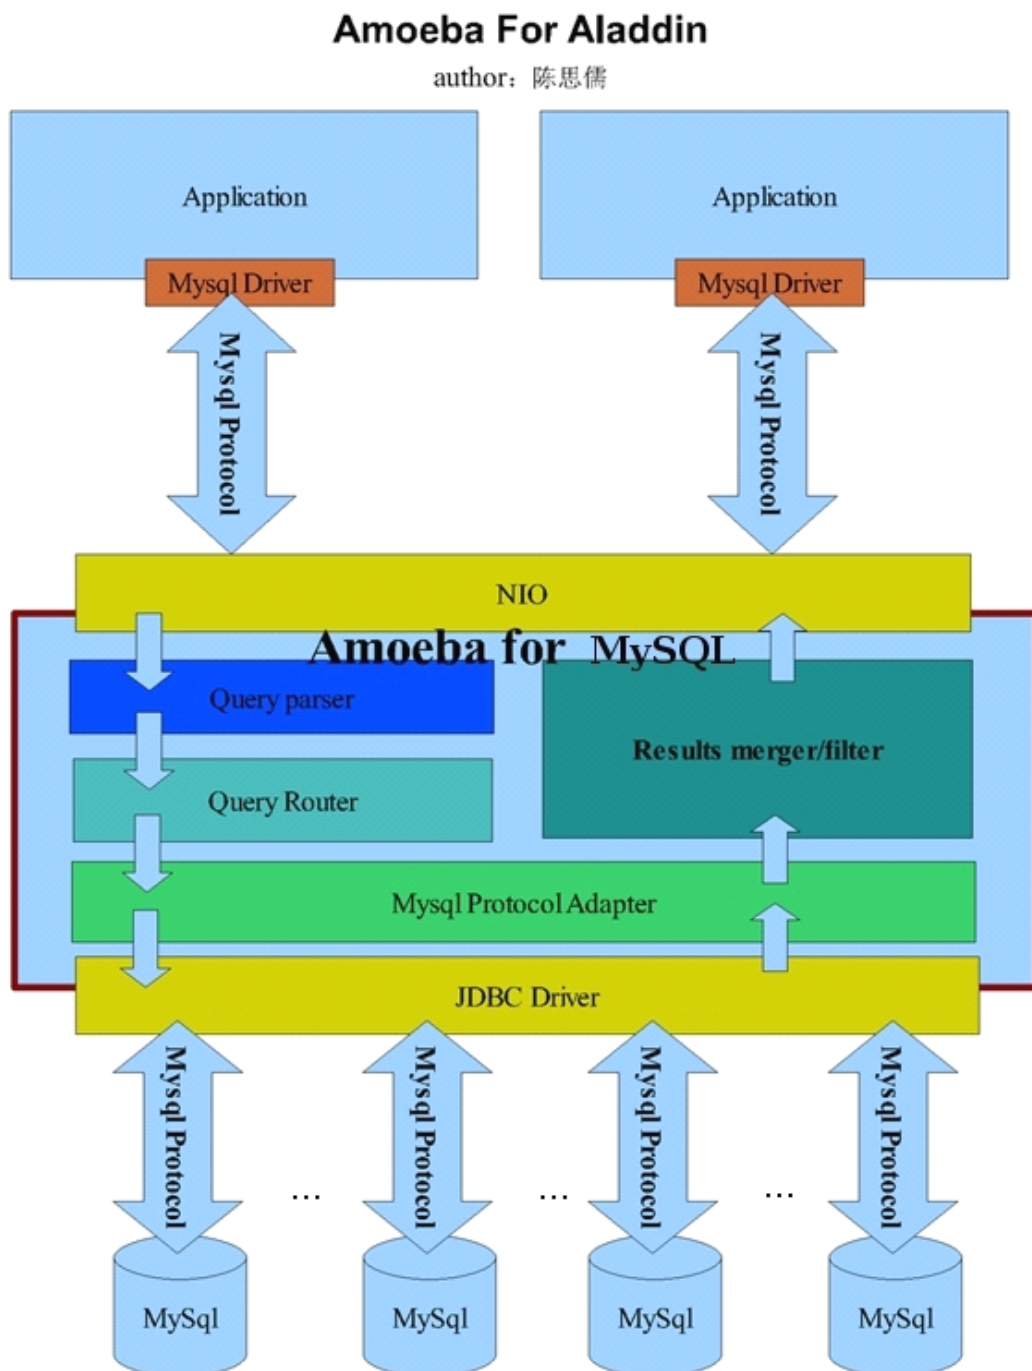 Amoeba For Aladdin
author：陈思儒
Application
Application
Mysql Driver
Mysql Driver
Mysql Protocol
Mysql Protocol
NIO
Amoeba for MySQL
Query parser
Results merger/filter
Query Router
Mysql Protocol Adapter
JDBC Driver
Mysql Protocol
Mysql Protocol
Mysql Protocol
Mysql Protocol
...
...
...
MySql
MySql
MySql
MySql